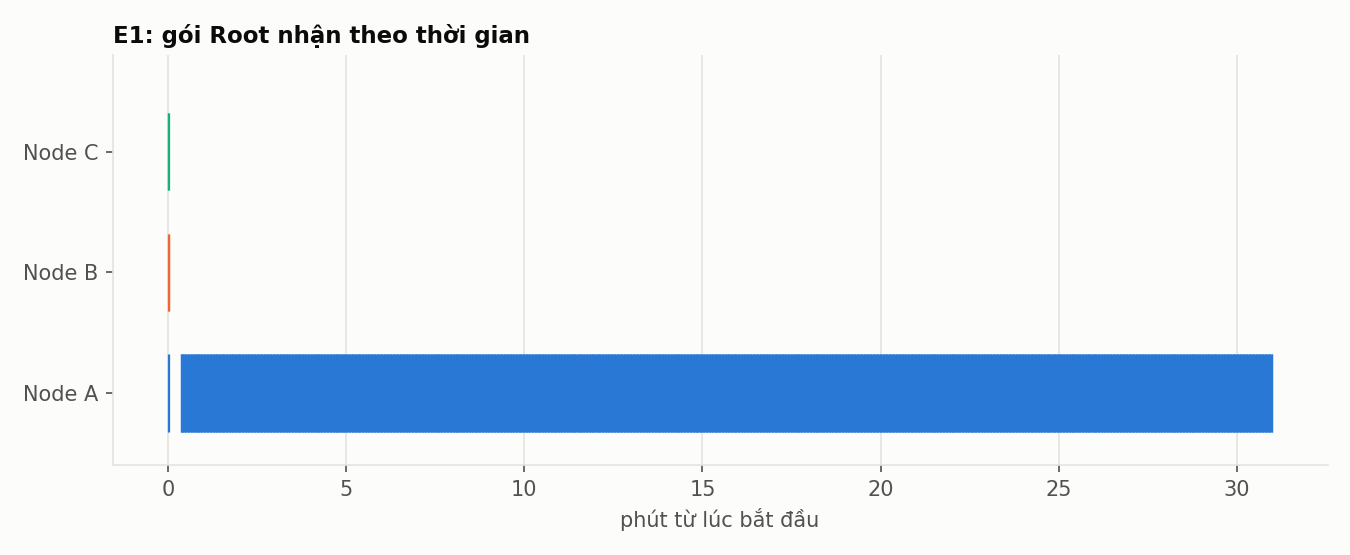 E1: gói Root nhận theo thời gian
Node C
Node B
Node A
0 5 10 15 20 25 30
phút từ lúc bắt đầu